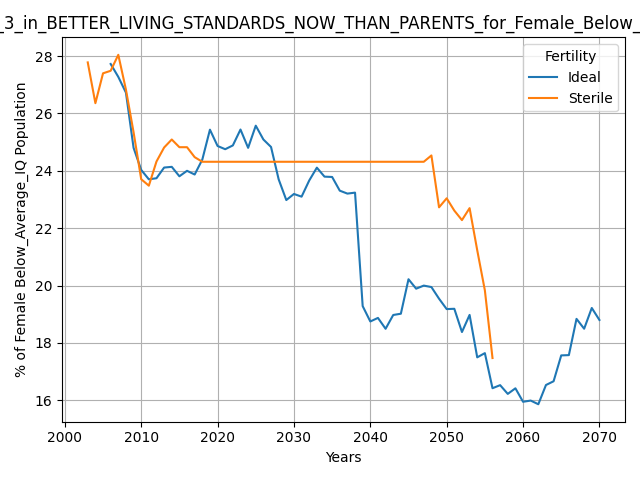 _3_in_BETTER_LIVING_STANDARDS_NOW_THAN_PARENTS_for_Female_Below_
28
26
24
22
20
18
16
% of Female Below_Average_IQ Population
Fertility
Ideal
Sterile
2000 2010 2020 2030 2040 2050 2060 2070
Years